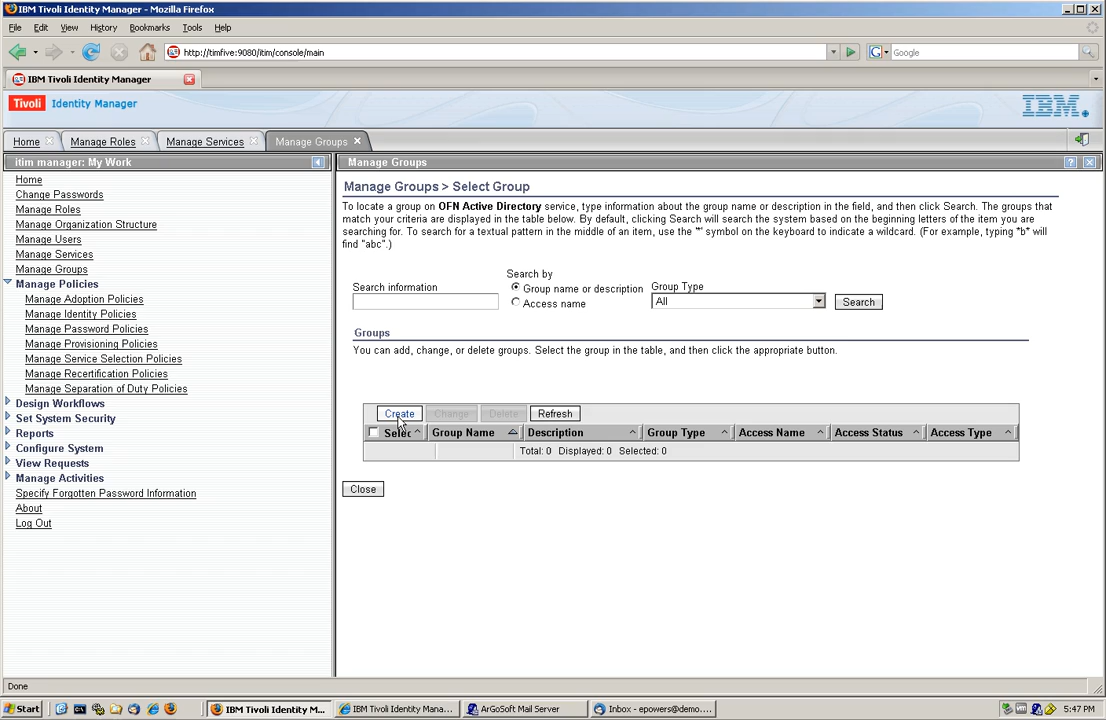 IBM Tivoli Identity Manager - Mozilla Firefox
File Edit View History Bookmarks Tools Help
http://timfive:9080/itim/console/main
Google
IBM Tivoli Identity Manager
Tivoli Identity Manager
IBM.
Home
Manage Roles
Manage Services
Manage Groups
itim manager: My Work
Home
Change Passwords
Manage Roles
Manage Organization Structure
Manage Users
Manage Services
Manage Groups
Manage Policies
Manage Adoption Policies
Manage Identity Policies
Manage Password Policies
Manage Provisioning Policies
Manage Service Selection Policies
Manage Recertification Policies
Manage Separation of Duty Policies
Design Workflows
Set System Security
Reports
Configure System
View Requests
Manage Activities
Specify Forgotten Password Information
About
Log Out
Manage Groups
Manage Groups > Select Group
To locate a group on OFN Active Directory service, type information about the group name or description in the field, and then click Search. The groups that
match your criteria are displayed in the table below. By default, clicking Search will search the system based on the beginning letters of the item you are
searching for. To search for a textual pattern in the middle of an item, use the '*' symbol on the keyboard to indicate a wildcard. (For example, typing *b* will
find "abc".)
Search information
Search by
Group name or description
Access name
Group Type
All
Search
Groups
You can add, change, or delete groups. Select the group in the table, and then click the appropriate button.
Create Change Delete Refresh
Selec Group Name Description Group Type Access Name Access Status Access Type
Total: 0 Displayed: 0 Selected: 0
Close
Done
Start
IBM Tivoli Identity M...
IBM Tivoli Identity Mana...
ArGoSoft Mail Server
Inbox - epowers@demo....
5:47 PM